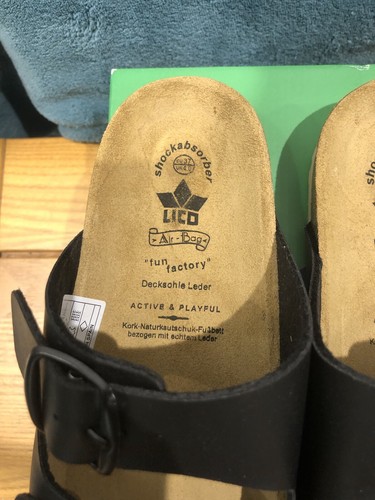 shockabsorber
LICO
Air-Bag
"fun
factory"
Decksohle Leder
ACTIVE & PLAYFUL
Kork-Naturkautschuk-Fußbett
bezogen mit echtem Leder